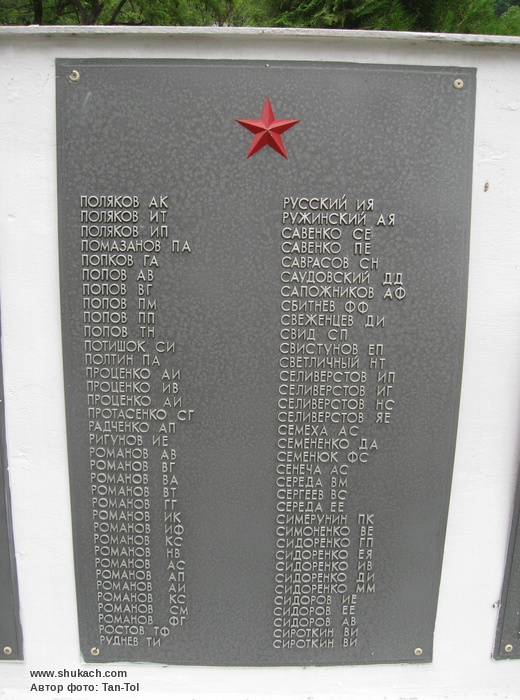 ПОЛЯКОВ АК
ПОЛЯКОВ ИТ
ПОЛЯКОВ ИП
ПОМАЗАНОВ ПА
ПОПКОВ ГА
ПОПОВ АВ
ПОПОВ ВГ
ПОПОВ ПМ
ПОПОВ ПП
ПОПОВ ТН
ПОТИШОК СИ
ПОЛТИН ПА
ПРОЦЕНКО АИ
ПРОЦЕНКО ИВ
ПРОЦЕНКО АИ
ПРОТАСЕНКО СГ
РАДЧЕНКО АП
РИГУНОВ ИЕ
РОМАНОВ АВ
РОМАНОВ ВГ
РОМАНОВ ВА
РОМАНОВ ВТ
РОМАНОВ ГГ
РОМАНОВ ИК
РОМАНОВ ИФ
РОМАНОВ КС
РОМАНОВ НВ
РОМАНОВ АС
РОМАНОВ АП
РОМАНОВ АИ
РОМАНОВ КС
РОМАНОВ СМ
РОМАНОВ ФГ
РОСТОВ ТФ
РУДНЕВ ТИ
РУССКИЙ ИЯ
РУЖИНСКИЙ АЯ
САВЕНКО СЕ
САВЕНКО ПЕ
САВРАСОВ СН
САУДОВСКИЙ ДД
САПОЖНИКОВ АФ
СБИТНЕВ ФФ
СВЕЖЕНЦЕВ ДИ
СВИД СП
СВИСТУНОВ ЕП
СВЕТЛИЧНЫЙ НТ
СЕЛИВЕРСТОВ ИП
СЕЛИВЕРСТОВ ИГ
СЕЛИВЕРСТОВ НС
СЕЛИВЕРСТОВ ЯЕ
СЕМЕХА АС
СЕМЕНЕНКО ДА
СЕМЕНЮК ФС
СЕНЕЧА АС
СЕРЕДА ВМ
СЕРГЕЕВ ВС
СЕРЕДА ЕЕ
СИМЕРУНИН ПК
СИМОНЕНКО ВЕ
СИДОРЕНКО ГП
СИДОРЕНКО ЕЯ
СИДОРЕНКО ИВ
СИДОРЕНКО ДИ
СИДОРЕНКО ММ
СИДОРОВ ИЕ
СИДОРОВ ЕЕ
СИДОРОВ АВ
СИРОТКИН ВИ
СИРОТКИН ВИ
www.shukach.com
Автор фото: Tan-Tol